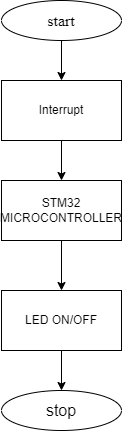 start
Interrupt
STM32
MICROCONTROLLER
LED ON/OFF
stop